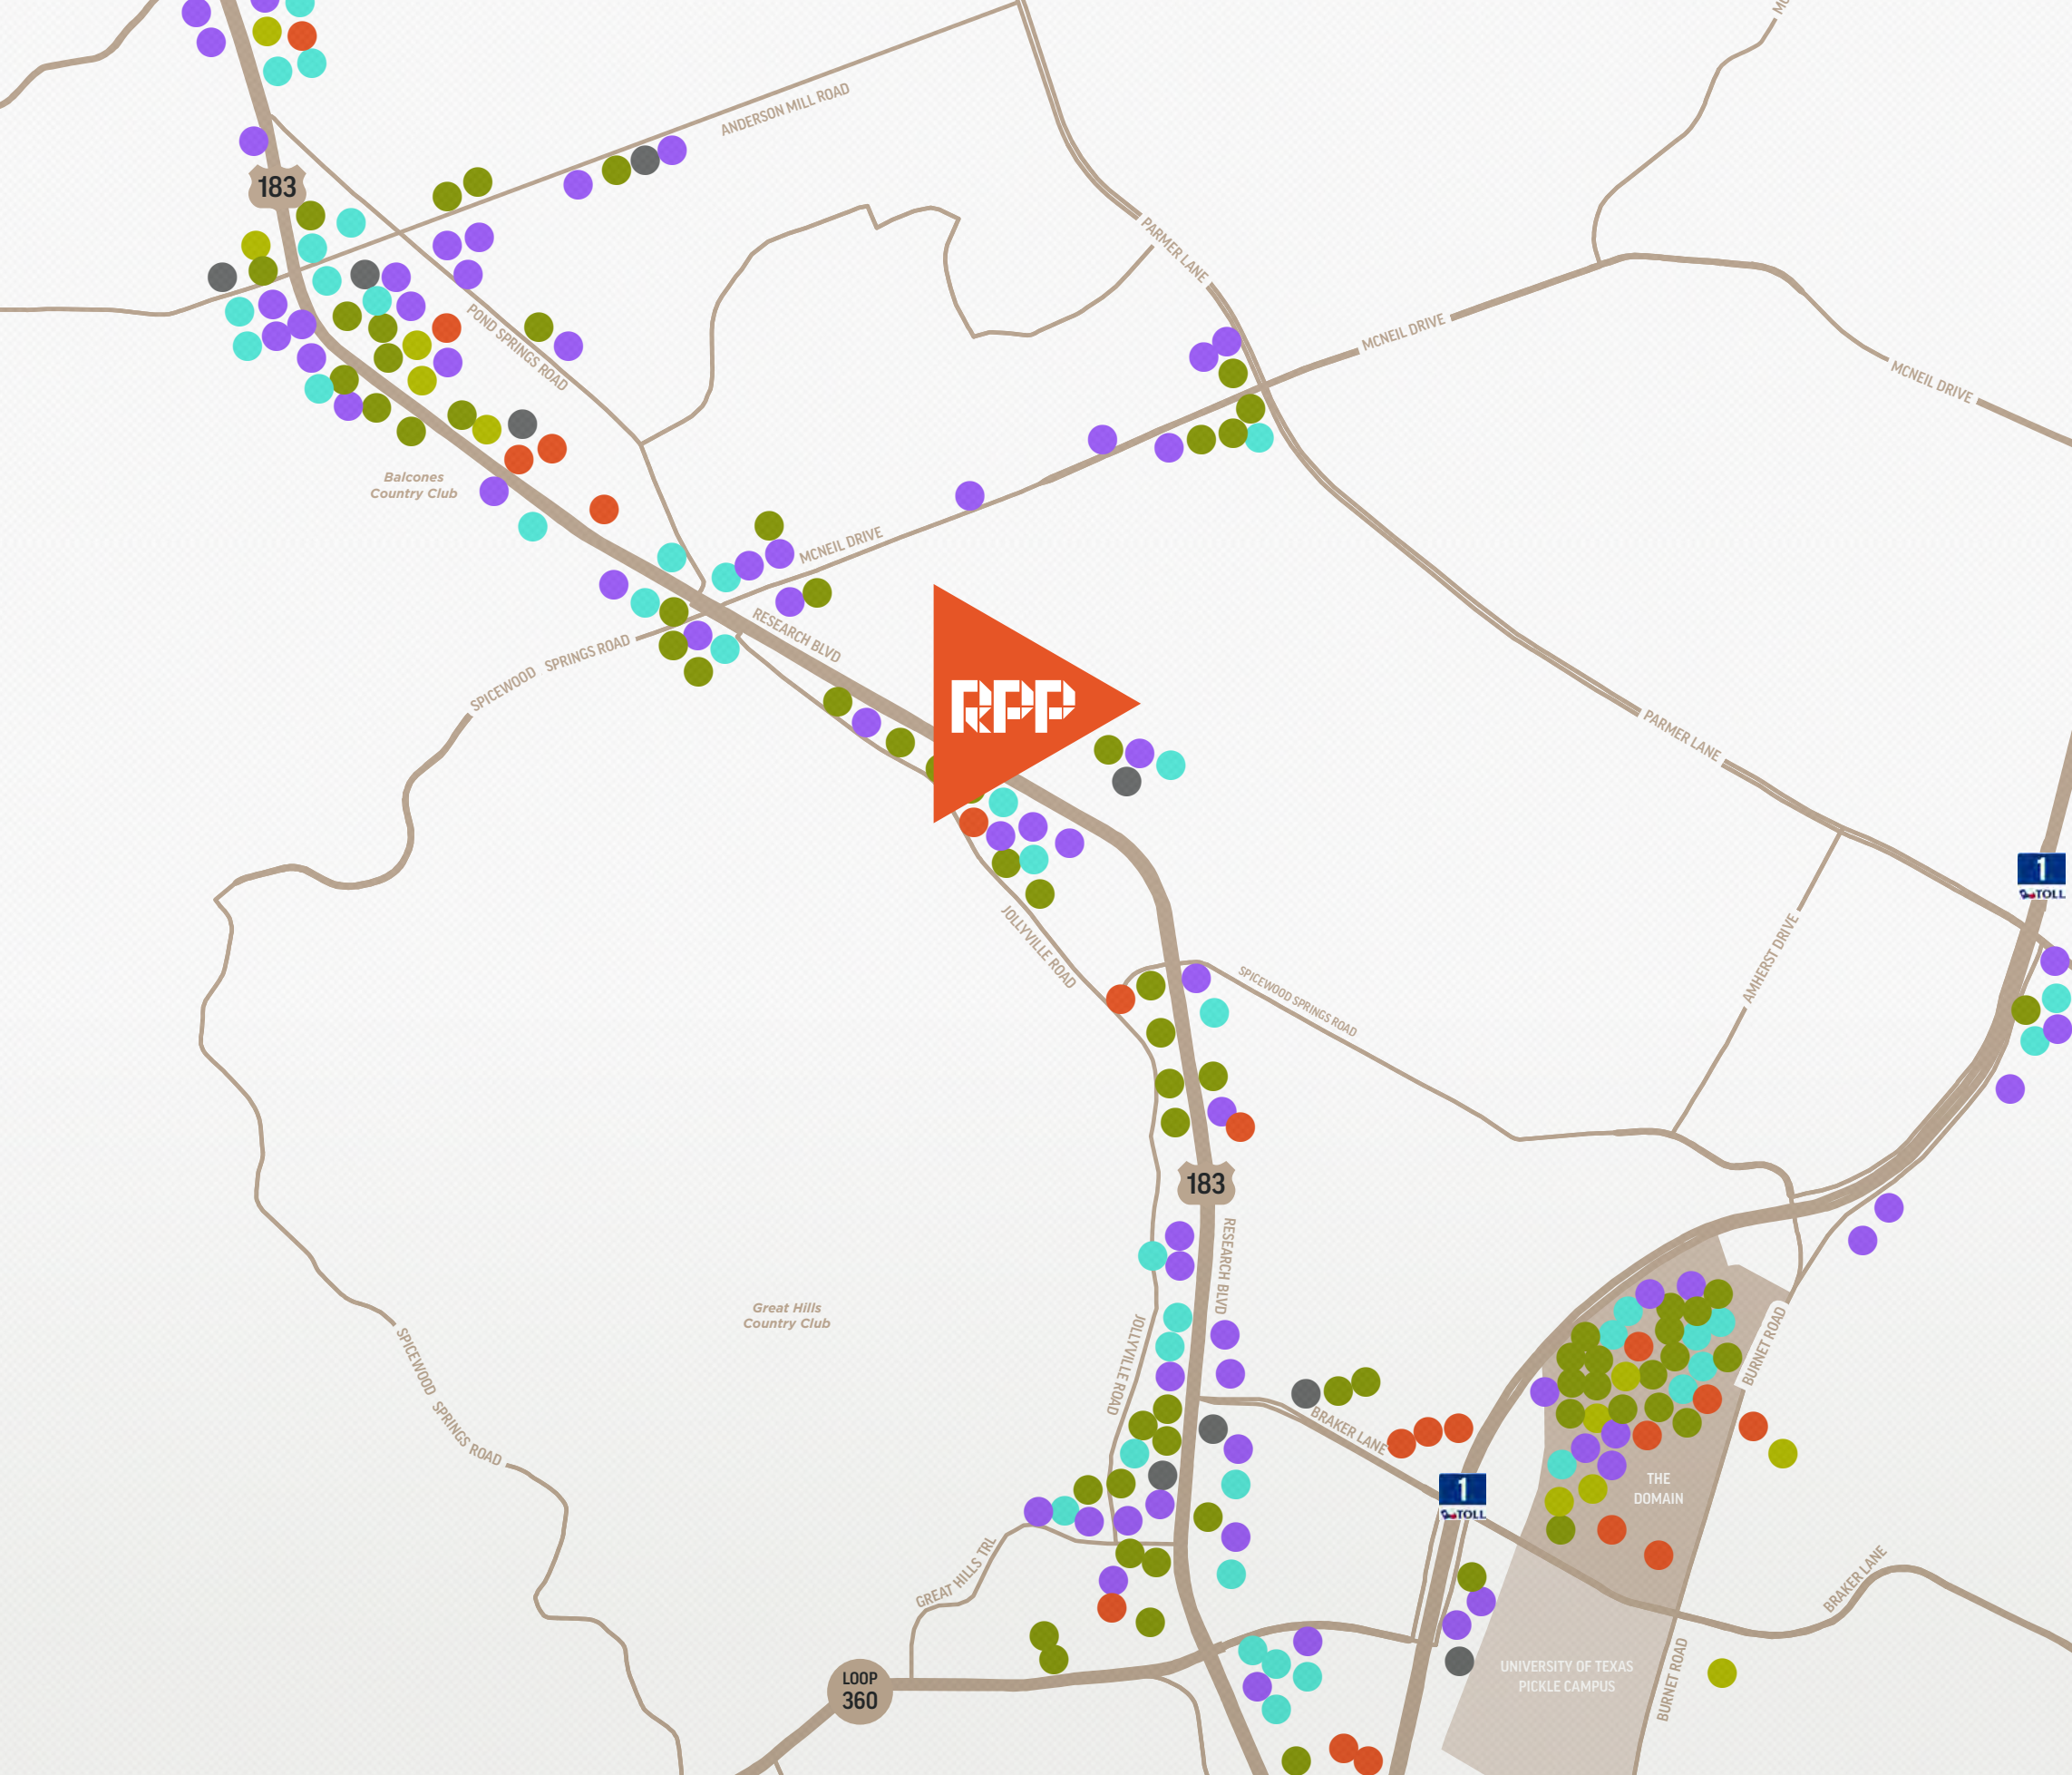 MC
ANDERSON MILL ROAD
183
PARMER LANE
POND SPRINGS ROAD
MCNEIL DRIVE
MCNEIL DRIVE
Balcones
Country Club
MCNEIL DRIVE
RESEARCH BLVD
SPICEWOOD SPRINGS ROAD
RPP
PARMER LANE
1
TOLL
JOLLYVILLE ROAD
AMHERST DRIVE
SPICEWOOD SPRINGS ROAD
183
RESEARCH BLVD
Great Hills
Country Club
JOLLYVILLE ROAD
BURNET ROAD
SPICEWOOD SPRINGS ROAD
BRAKER LANE
THE
DOMAIN
1
TOLL
GREAT HILLS TRL
BRAKER LANE
UNIVERSITY OF TEXAS
PICKLE CAMPUS
BURNET ROAD
LOOP
360